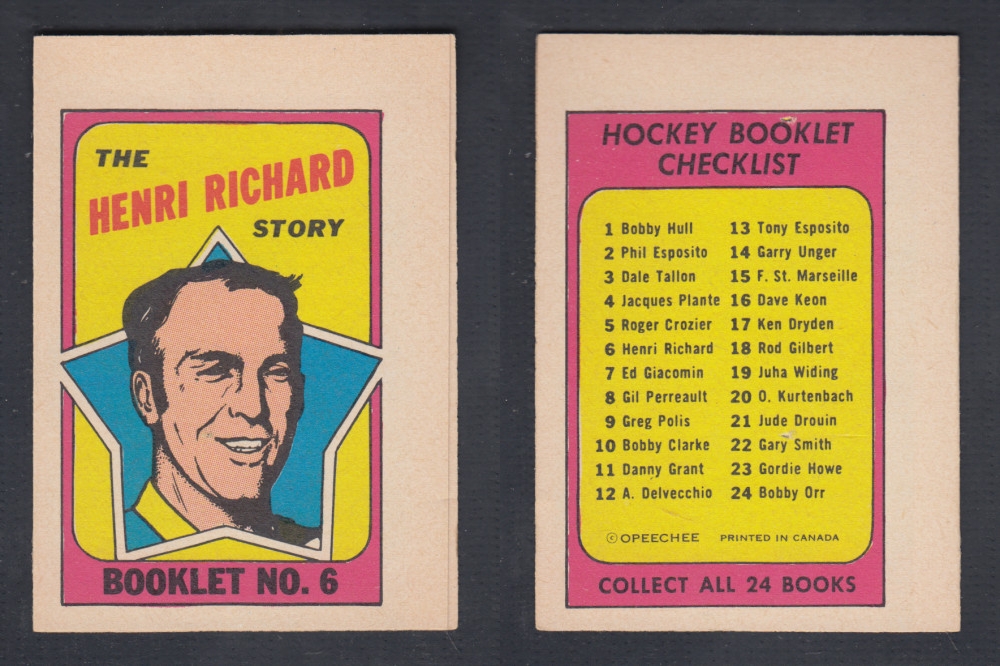 THE
HENRI RICHARD
STORY
BOOKLET NO. 6
HOCKEY BOOKLET
CHECKLIST
1 Bobby Hull
2 Phil Esposito
3 Dale Tallon
4 Jacques Plante
5 Roger Crozier
6 Henri Richard
7 Ed Giacomin
8 Gil Perreault
9 Greg Polis
10 Bobby Clarke
11 Danny Grant
12 A. Delvecchio
13 Tony Esposito
14 Garry Unger
15 F. St. Marseille
16 Dave Keon
17 Ken Dryden
18 Rod Gilbert
19 Juha Widing
20 O. Kurtenbach
21 Jude Drouin
22 Gary Smith
23 Gordie Howe
24 Bobby Orr
© OPEECHEE PRINTED IN CANADA
COLLECT ALL 24 BOOKS